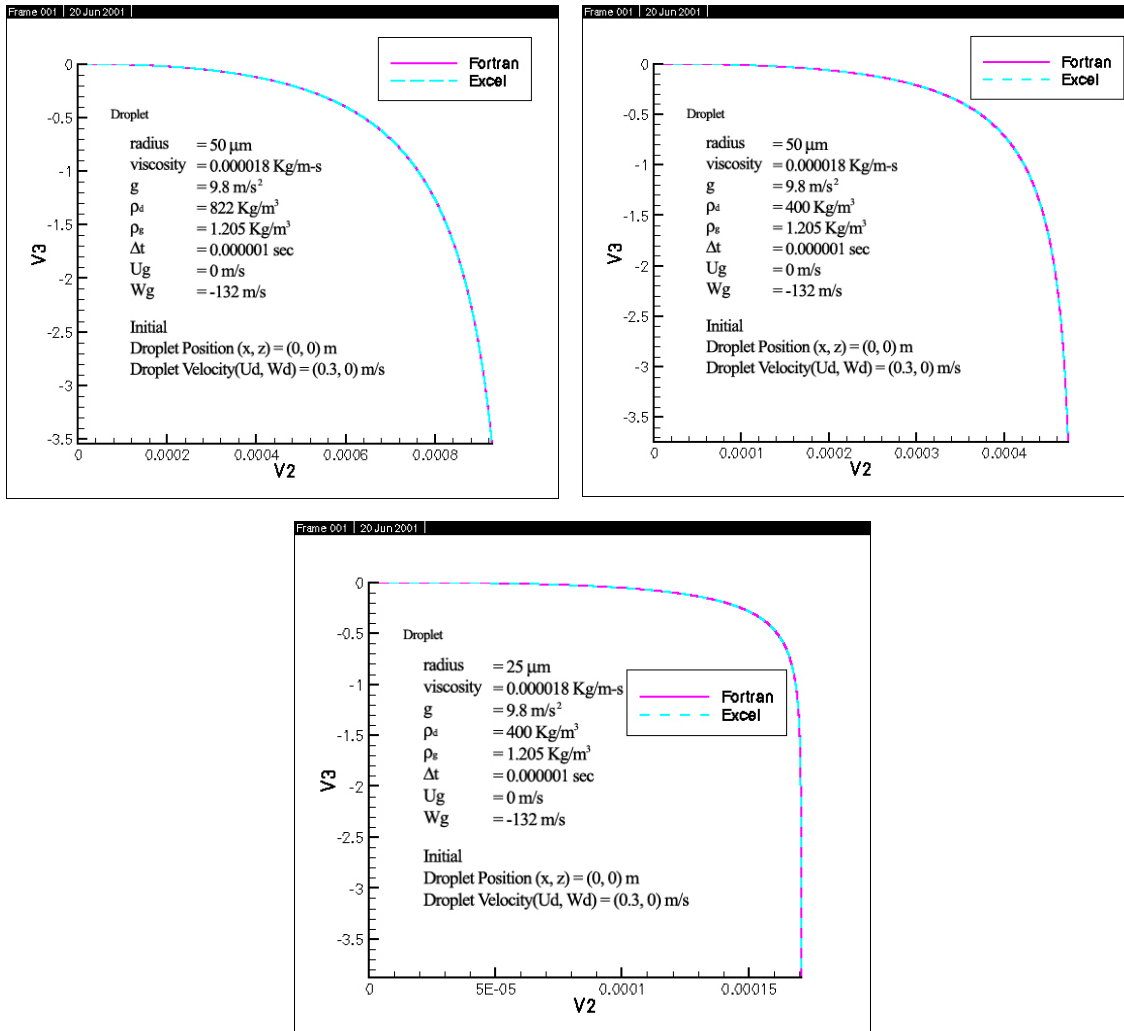 Frame 001 | 20 Jun 2001 |
Fortran
Excel
0
-0.5
-1
-1.5
-2
-2.5
-3
-3.5
V3
Droplet
radius = 50 μm
viscosity = 0.000018 Kg/m-s
g = 9.8 m/s²
ρd = 822 Kg/m³
ρg = 1.205 Kg/m³
Δt = 0.000001 sec
Ug = 0 m/s
Wg = -132 m/s
Initial
Droplet Position (x, z) = (0, 0) m
Droplet Velocity(Ud, Wd) = (0.3, 0) m/s
0 0.0002 0.0004 0.0006 0.0008
V2
Frame 001 | 20 Jun 2001 |
Fortran
Excel
0
-0.5
-1
-1.5
-2
-2.5
-3
-3.5
V3
Droplet
radius = 50 μm
viscosity = 0.000018 Kg/m-s
g = 9.8 m/s²
ρd = 400 Kg/m³
ρg = 1.205 Kg/m³
Δt = 0.000001 sec
Ug = 0 m/s
Wg = -132 m/s
Initial
Droplet Position (x, z) = (0, 0) m
Droplet Velocity(Ud, Wd) = (0.3, 0) m/s
0 0.0001 0.0002 0.0003 0.0004
V2
Frame 001 | 20 Jun 2001 |
0
-0.5
-1
-1.5
-2
-2.5
-3
-3.5
V3
Droplet
radius = 25 μm
viscosity = 0.000018 Kg/m-s
g = 9.8 m/s²
ρd = 400 Kg/m³
ρg = 1.205 Kg/m³
Δt = 0.000001 sec
Ug = 0 m/s
Wg = -132 m/s
Fortran
Excel
Initial
Droplet Position (x, z) = (0, 0) m
Droplet Velocity(Ud, Wd) = (0.3, 0) m/s
0 5E-05 0.0001 0.00015
V2